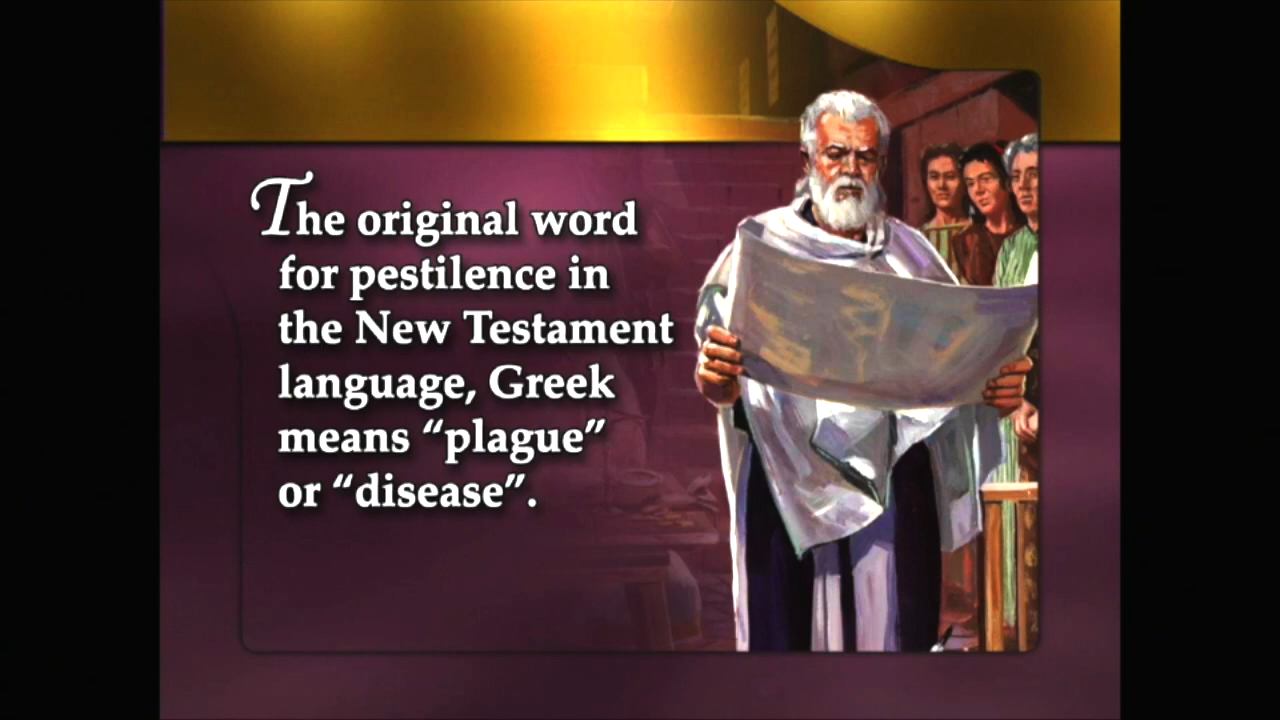 The original word
for pestilence in
the New Testament
language, Greek
means “plague”
or “disease”.